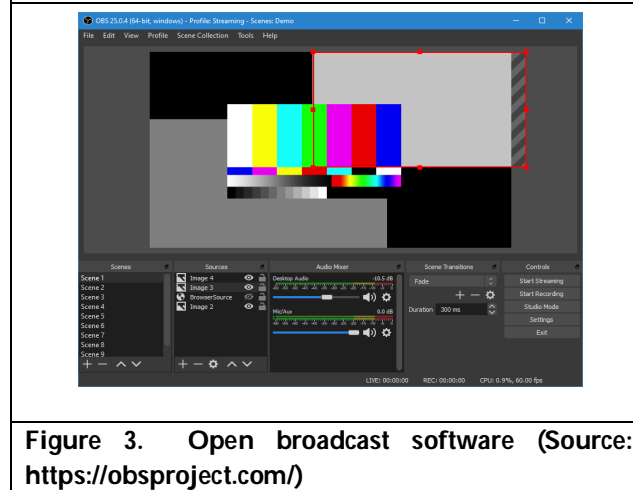 OBS 25.0.4 (64-bit, windows) - Profile: Streaming - Scenes: Demo
File Edit View Profile Scene Collection Tools Help
Scenes
Scene 1
Scene 2
Scene 3
Scene 4
Scene 5
Scene 6
Scene 7
Scene 8
Scene 9
Sources
Image 4
Image 3
BrowserSource
Image 2
Audio Mixer
Desktop Audio -10.5 dB
Mic/Aux 0.0 dB
Scene Transitions
Fade
Duration 300 ms
Controls
Start Streaming
Start Recording
Studio Mode
Settings
Exit
LIVE: 00:00:00 REC: 00:00:00 CPU: 0.9%, 60.00 fps
Figure 3. Open broadcast software (Source:
https://obsproject.com/)